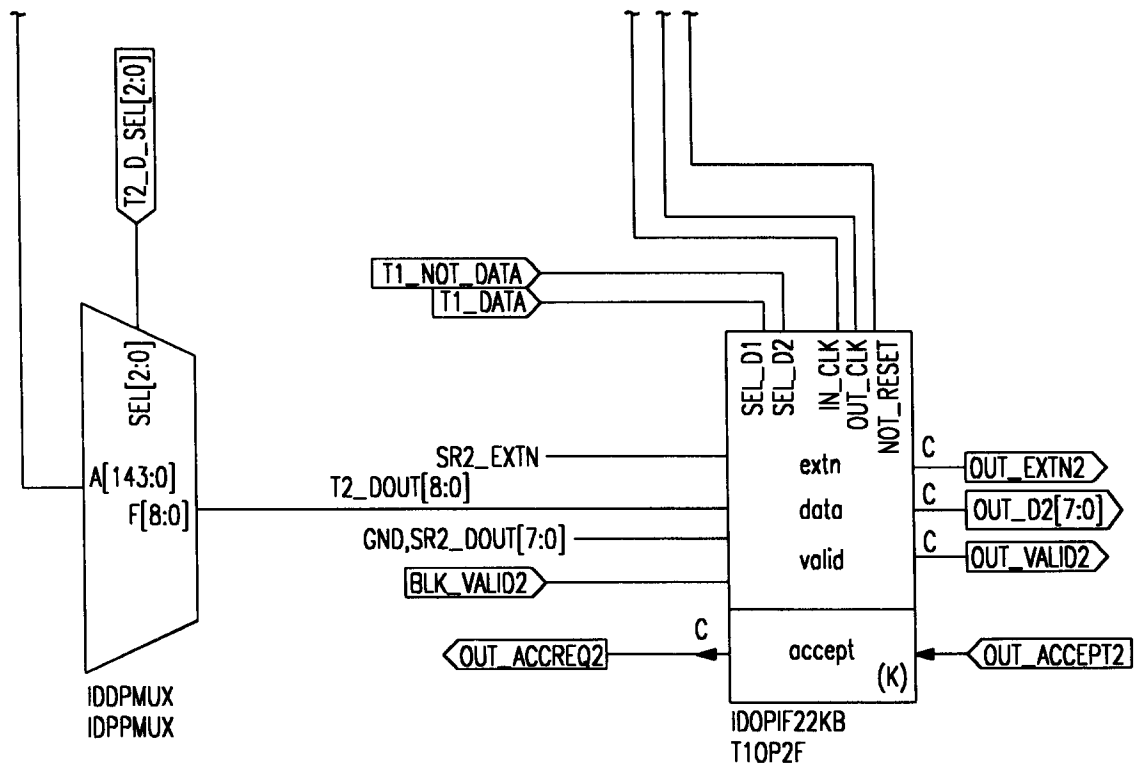 T2_D_SEL[2:0]
T1_NOT_DATA
T1_DATA
SEL[2:0]
SEL_D1
SEL_D2
IN_CLK
OUT_CLK
NOT_RESET
A[143:0]
F[8:0]
SR2_EXTN
extn
C
OUT_EXTN2
T2_DOUT[8:0]
data
C
OUT_D2[7:0]
GND,SR2_DOUT[7:0]
valid
C
OUT_VALID2
BLK_VALID2
OUT_ACCREQ2
C
accept
OUT_ACCEPT2
(K)
IDDPMUX
IDPPMUX
IDOPIF22KB
T1OP2F